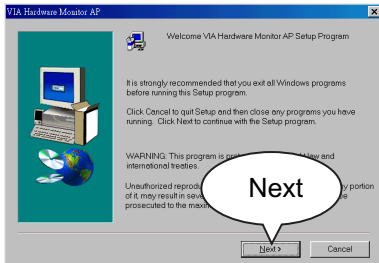 VIA Hardware Monitor AP
Welcome VIA Hardware Monitor AP Setup Program
It is strongly recommended that you exit all Windows programs
before running this Setup program.
Click Cancel to quit Setup and then close any programs you have
running. Click Next to continue with the Setup program.
WARNING: This program is law and
international treaties.
Unauthorized reprodu y portion
of it, may result in seve e
prosecuted to the maxim
Next
Next >
Cancel